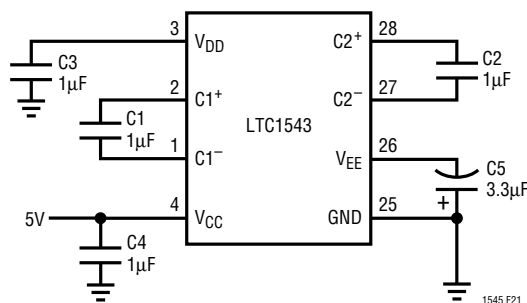 3
V_DD
C2⁺
28
C3
1µF
C2
1µF
2
C1⁺
C2⁻
27
C1
1µF
LTC1543
1
C1⁻
V_EE
26
C5
3.3µF
+
5V
4
V_CC
GND
25
C4
1µF
1545 F21